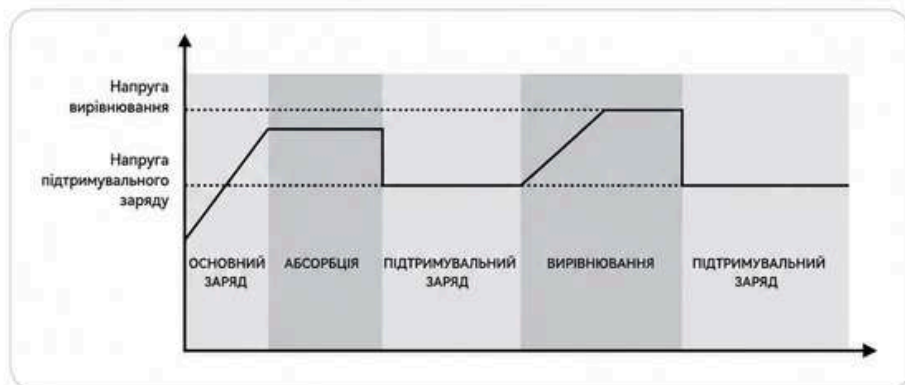 Напруга
вирівнювання
Напруга
підтримувального
заряду
ОСНОВНИЙ
ЗАРЯД
АБСОРБЦІЯ
ПІДТРИМУВАЛЬНИЙ
ЗАРЯД
ВИРІВНЮВАННЯ
ПІДТРИМУВАЛЬНИЙ
ЗАРЯД